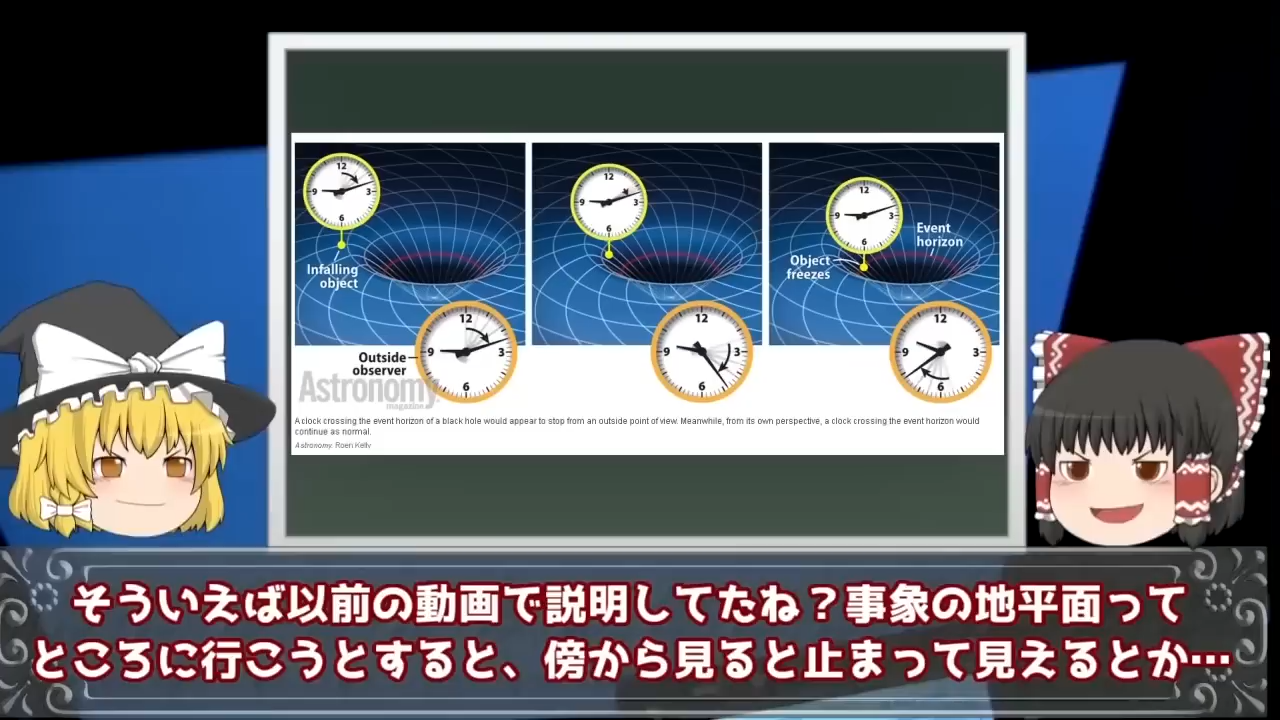 12
9
3
6
Infalling
object
12
9
3
6
12
9
3
6
Event
horizon
Object
freezes
Outside
observer
12
9
3
6
12
9
3
6
12
9
3
6
Astronomy
magazine
A clock crossing the event horizon of a black hole would appear to stop from an outside point of view. Meanwhile, from its own perspective, a clock crossing the event horizon would
continue as normal.
Astronomy: Roen Kelly
そういえば以前の動画で説明してたね？事象の地平面って
ところに行こうとすると、傍から見ると止まって見えるとか…